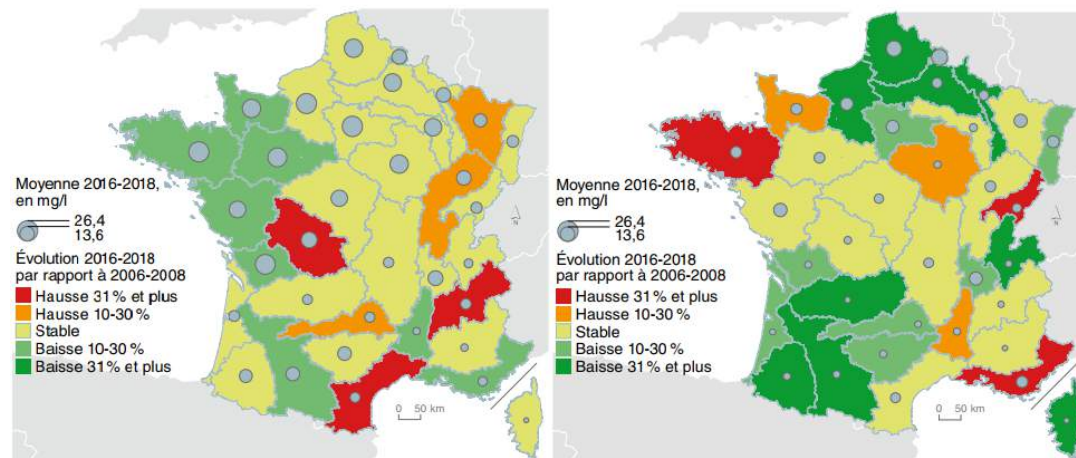 Moyenne 2016-2018,
en mg/l
26,4
13,6
Évolution 2016-2018
par rapport à 2006-2008
Hausse 31 % et plus
Hausse 10-30 %
Stable
Baisse 10-30 %
Baisse 31% et plus
0 50 km
N
Moyenne 2016-2018,
en mg/l
26,4
13,6
Évolution 2016-2018
par rapport à 2006-2008
Hausse 31% et plus
Hausse 10-30 %
Stable
Baisse 10-30 %
Baisse 31% et plus
0 50 km
N